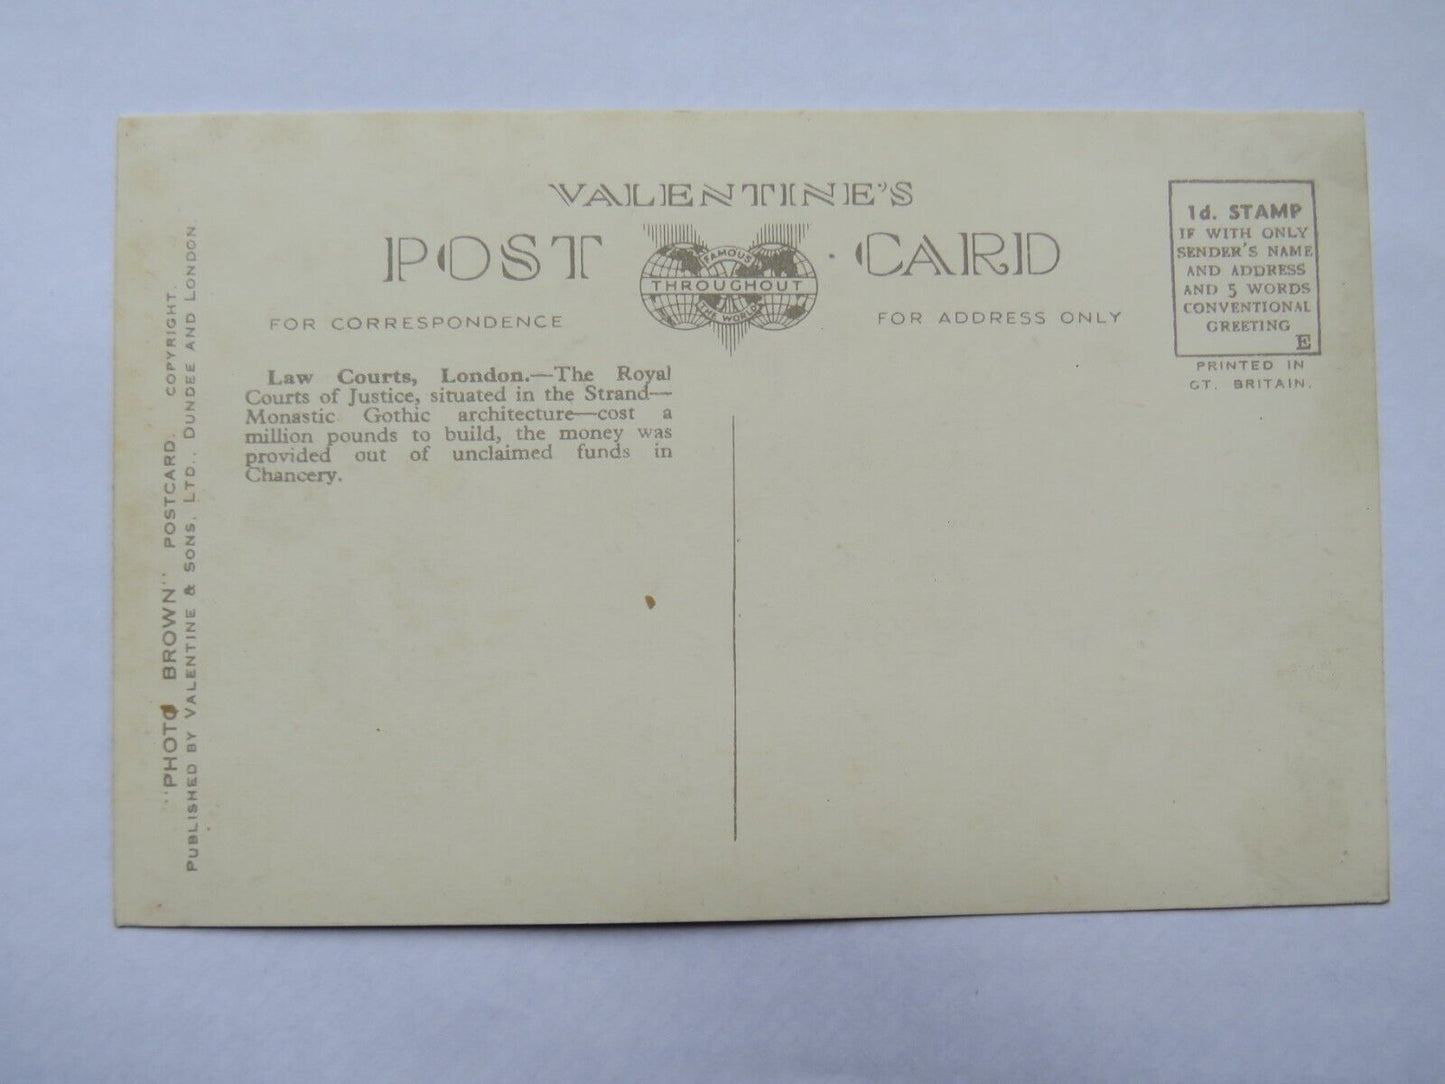 VALENTINE'S
POST CARD
FAMOUS
THROUGHOUT
THE WORLD
FOR CORRESPONDENCE
FOR ADDRESS ONLY
1d. STAMP
IF WITH ONLY
SENDER'S NAME
AND ADDRESS
AND 5 WORDS
CONVENTIONAL
GREETING
E
PRINTED IN
GT. BRITAIN.
Law Courts, London.—The Royal
Courts of Justice, situated in the Strand—
Monastic Gothic architecture—cost a
million pounds to build, the money was
provided out of unclaimed funds in
Chancery.
"PHOTO BROWN" POSTCARD. COPYRIGHT.
PUBLISHED BY VALENTINE & SONS, LTD., DUNDEE AND LONDON.